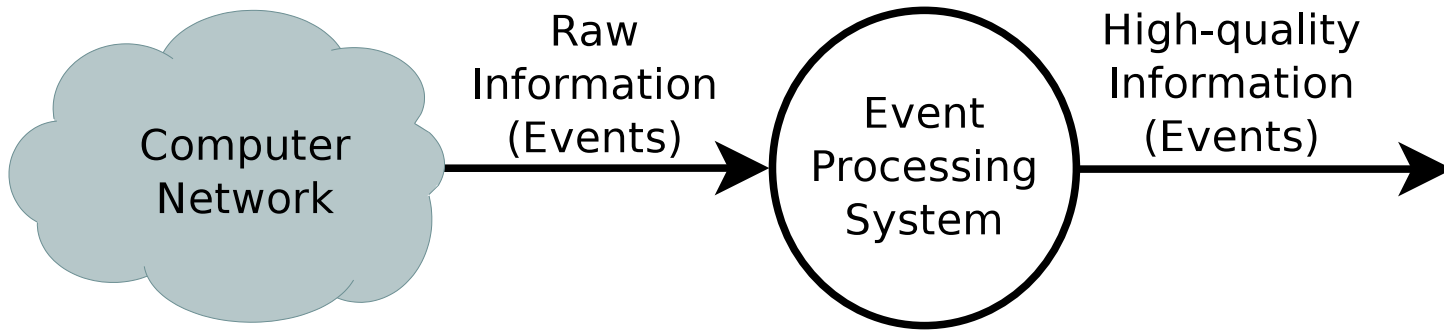 Computer
Network
Raw
Information
(Events)
Event
Processing
System
High-quality
Information
(Events)